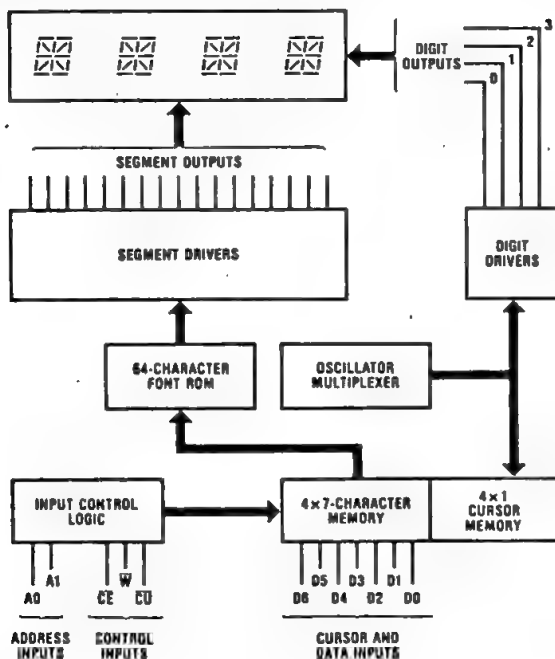 3
2
1
0
DIGIT
OUTPUTS
SEGMENT OUTPUTS
SEGMENT DRIVERS
DIGIT
DRIVERS
64-CHARACTER
FONT ROM
OSCILLATOR
MULTIPLEXER
INPUT CONTROL
LOGIC
4×7-CHARACTER
MEMORY
4×1
CURSOR
MEMORY
A0
A1
C̅E̅
W̅
C̅U̅
D6
D5
D4
D3
D2
D1
D0
ADDRESS
INPUTS
CONTROL
INPUTS
CURSOR AND
DATA INPUTS